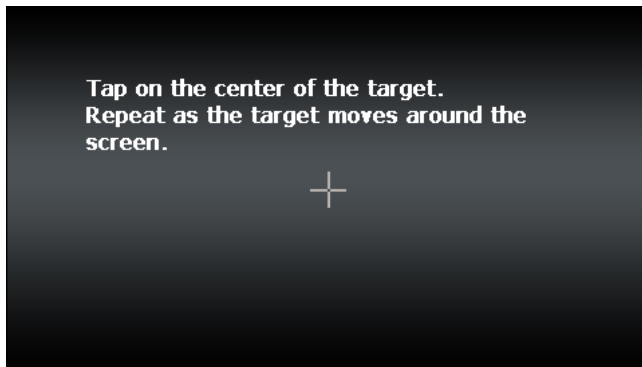 Tap on the center of the target.
Repeat as the target moves around the
screen.